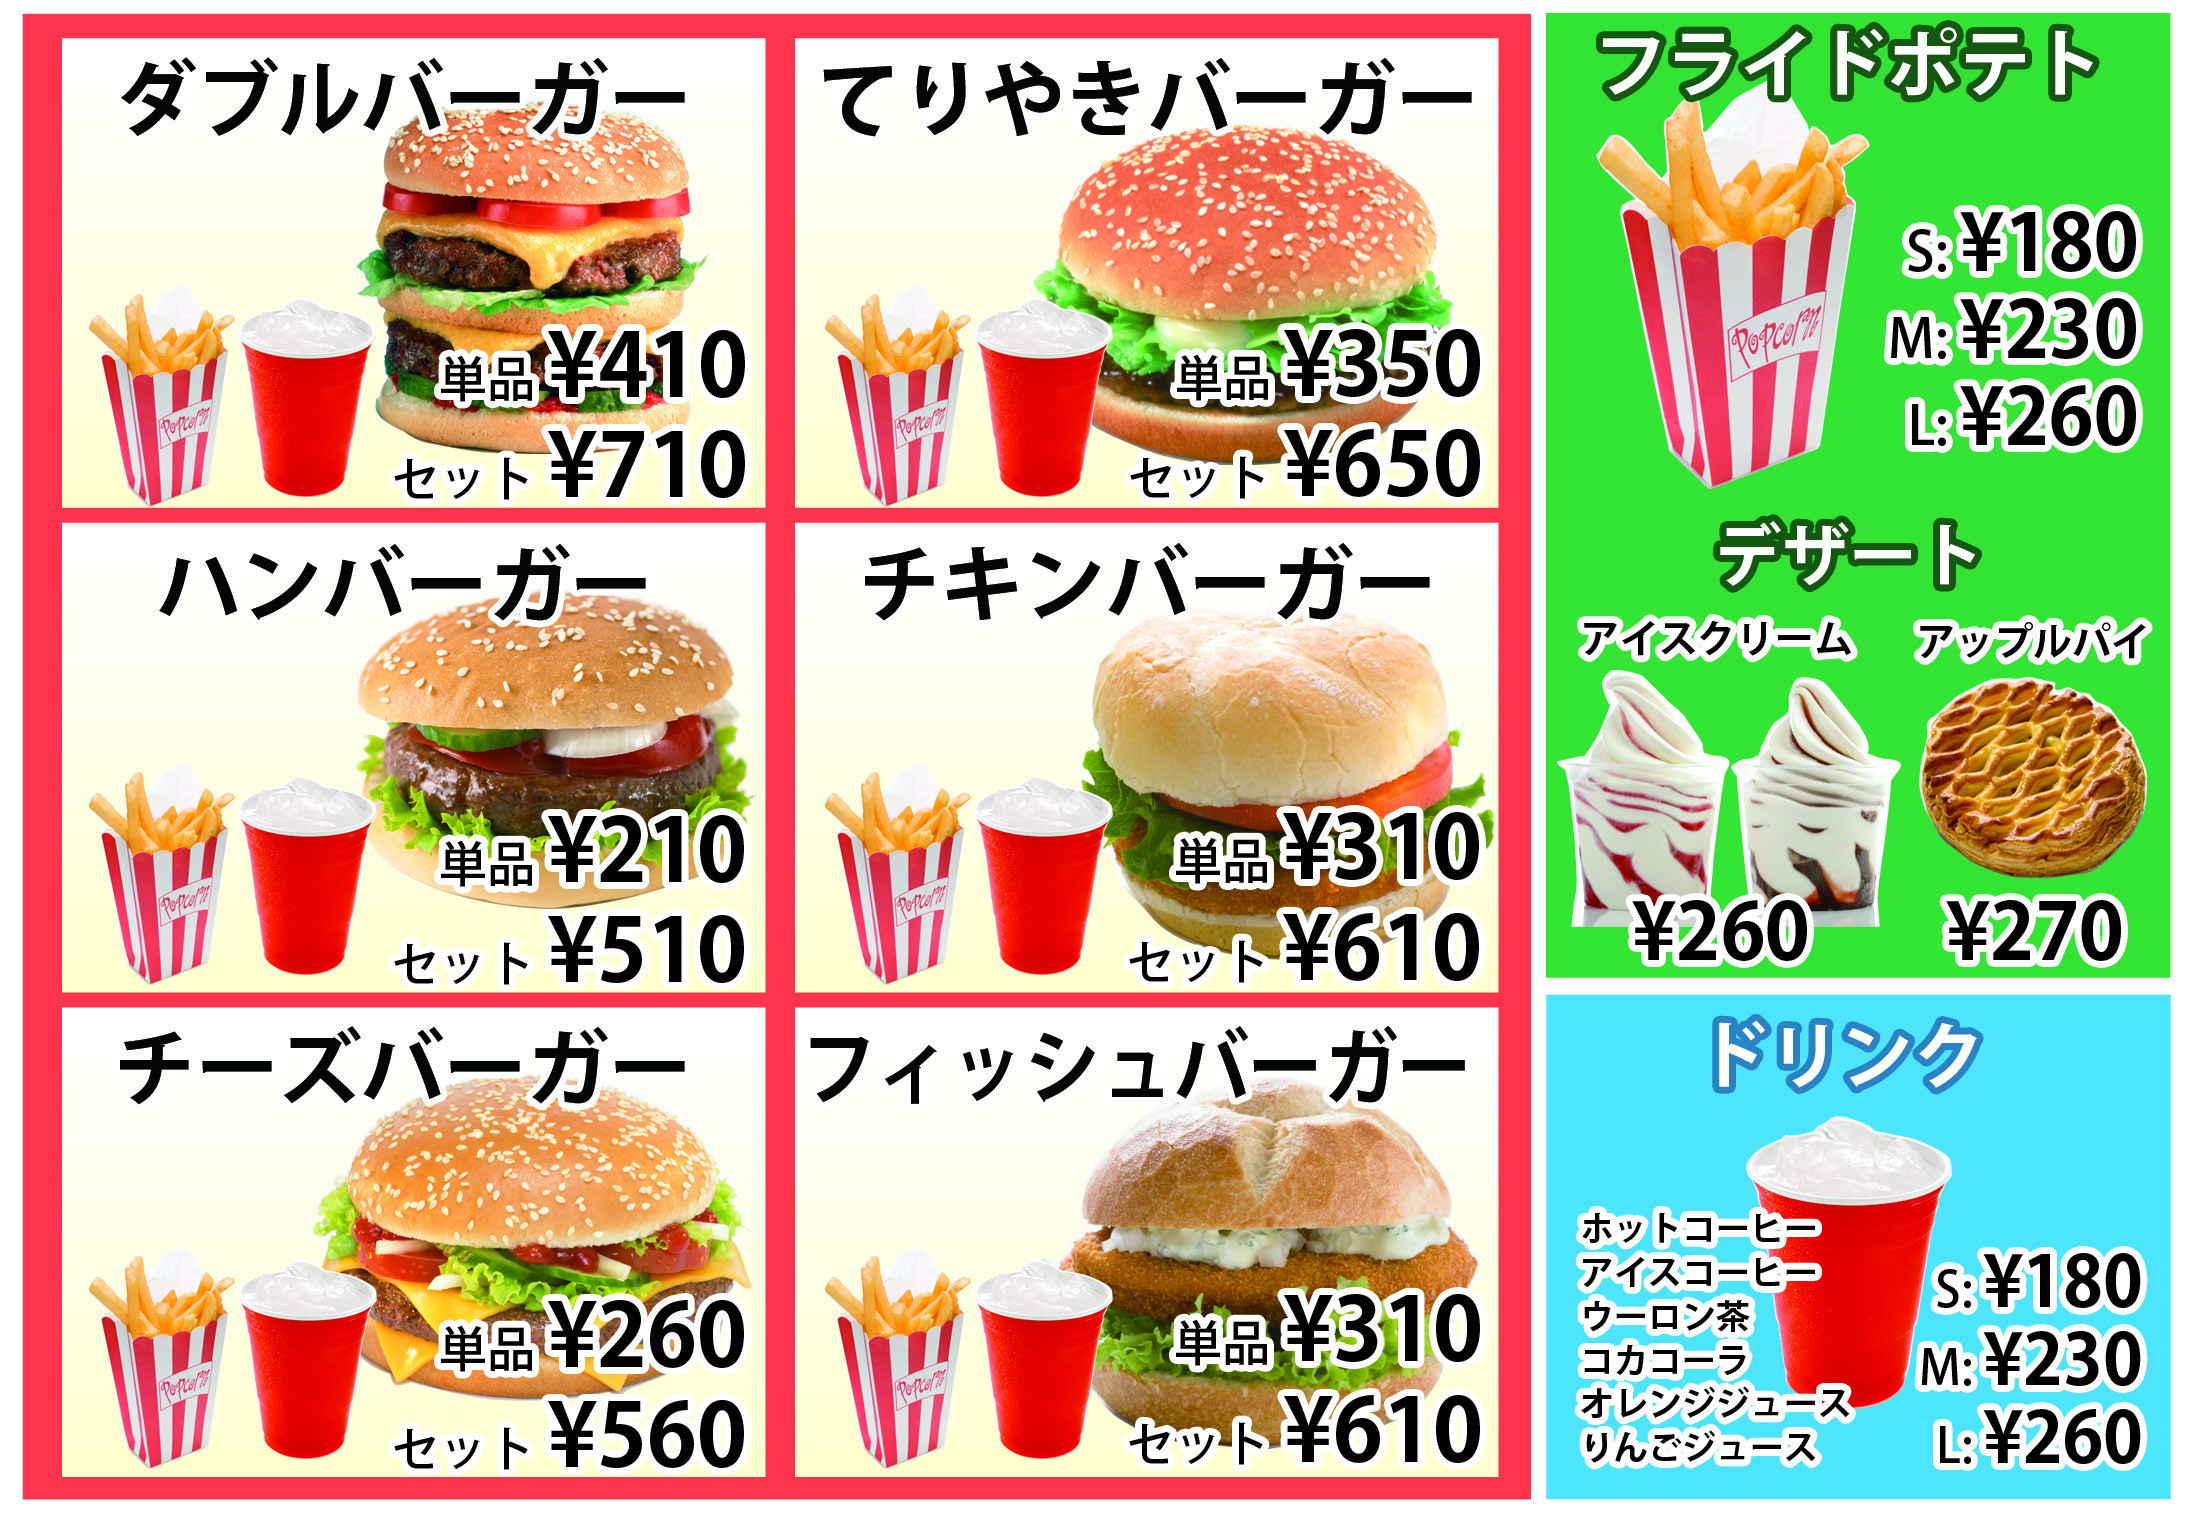 ダブルバーガー
単品 ¥410
セット ¥710
Popcorn
てりやきバーガー
単品 ¥350
セット ¥650
Popcorn
ハンバーガー
単品 ¥210
セット ¥510
Popcorn
チキンバーガー
単品 ¥310
セット ¥610
Popcorn
チーズバーガー
単品 ¥260
セット ¥560
Popcorn
フィッシュバーガー
単品 ¥310
セット ¥610
Popcorn
フライドポテト
Popcorn
S: ¥180
M: ¥230
L: ¥260
デザート
アイスクリーム
¥260
アップルパイ
¥270
ドリンク
ホットコーヒー
アイスコーヒー
ウーロン茶
コカコーラ
オレンジジュース
りんごジュース
S: ¥180
M: ¥230
L: ¥260